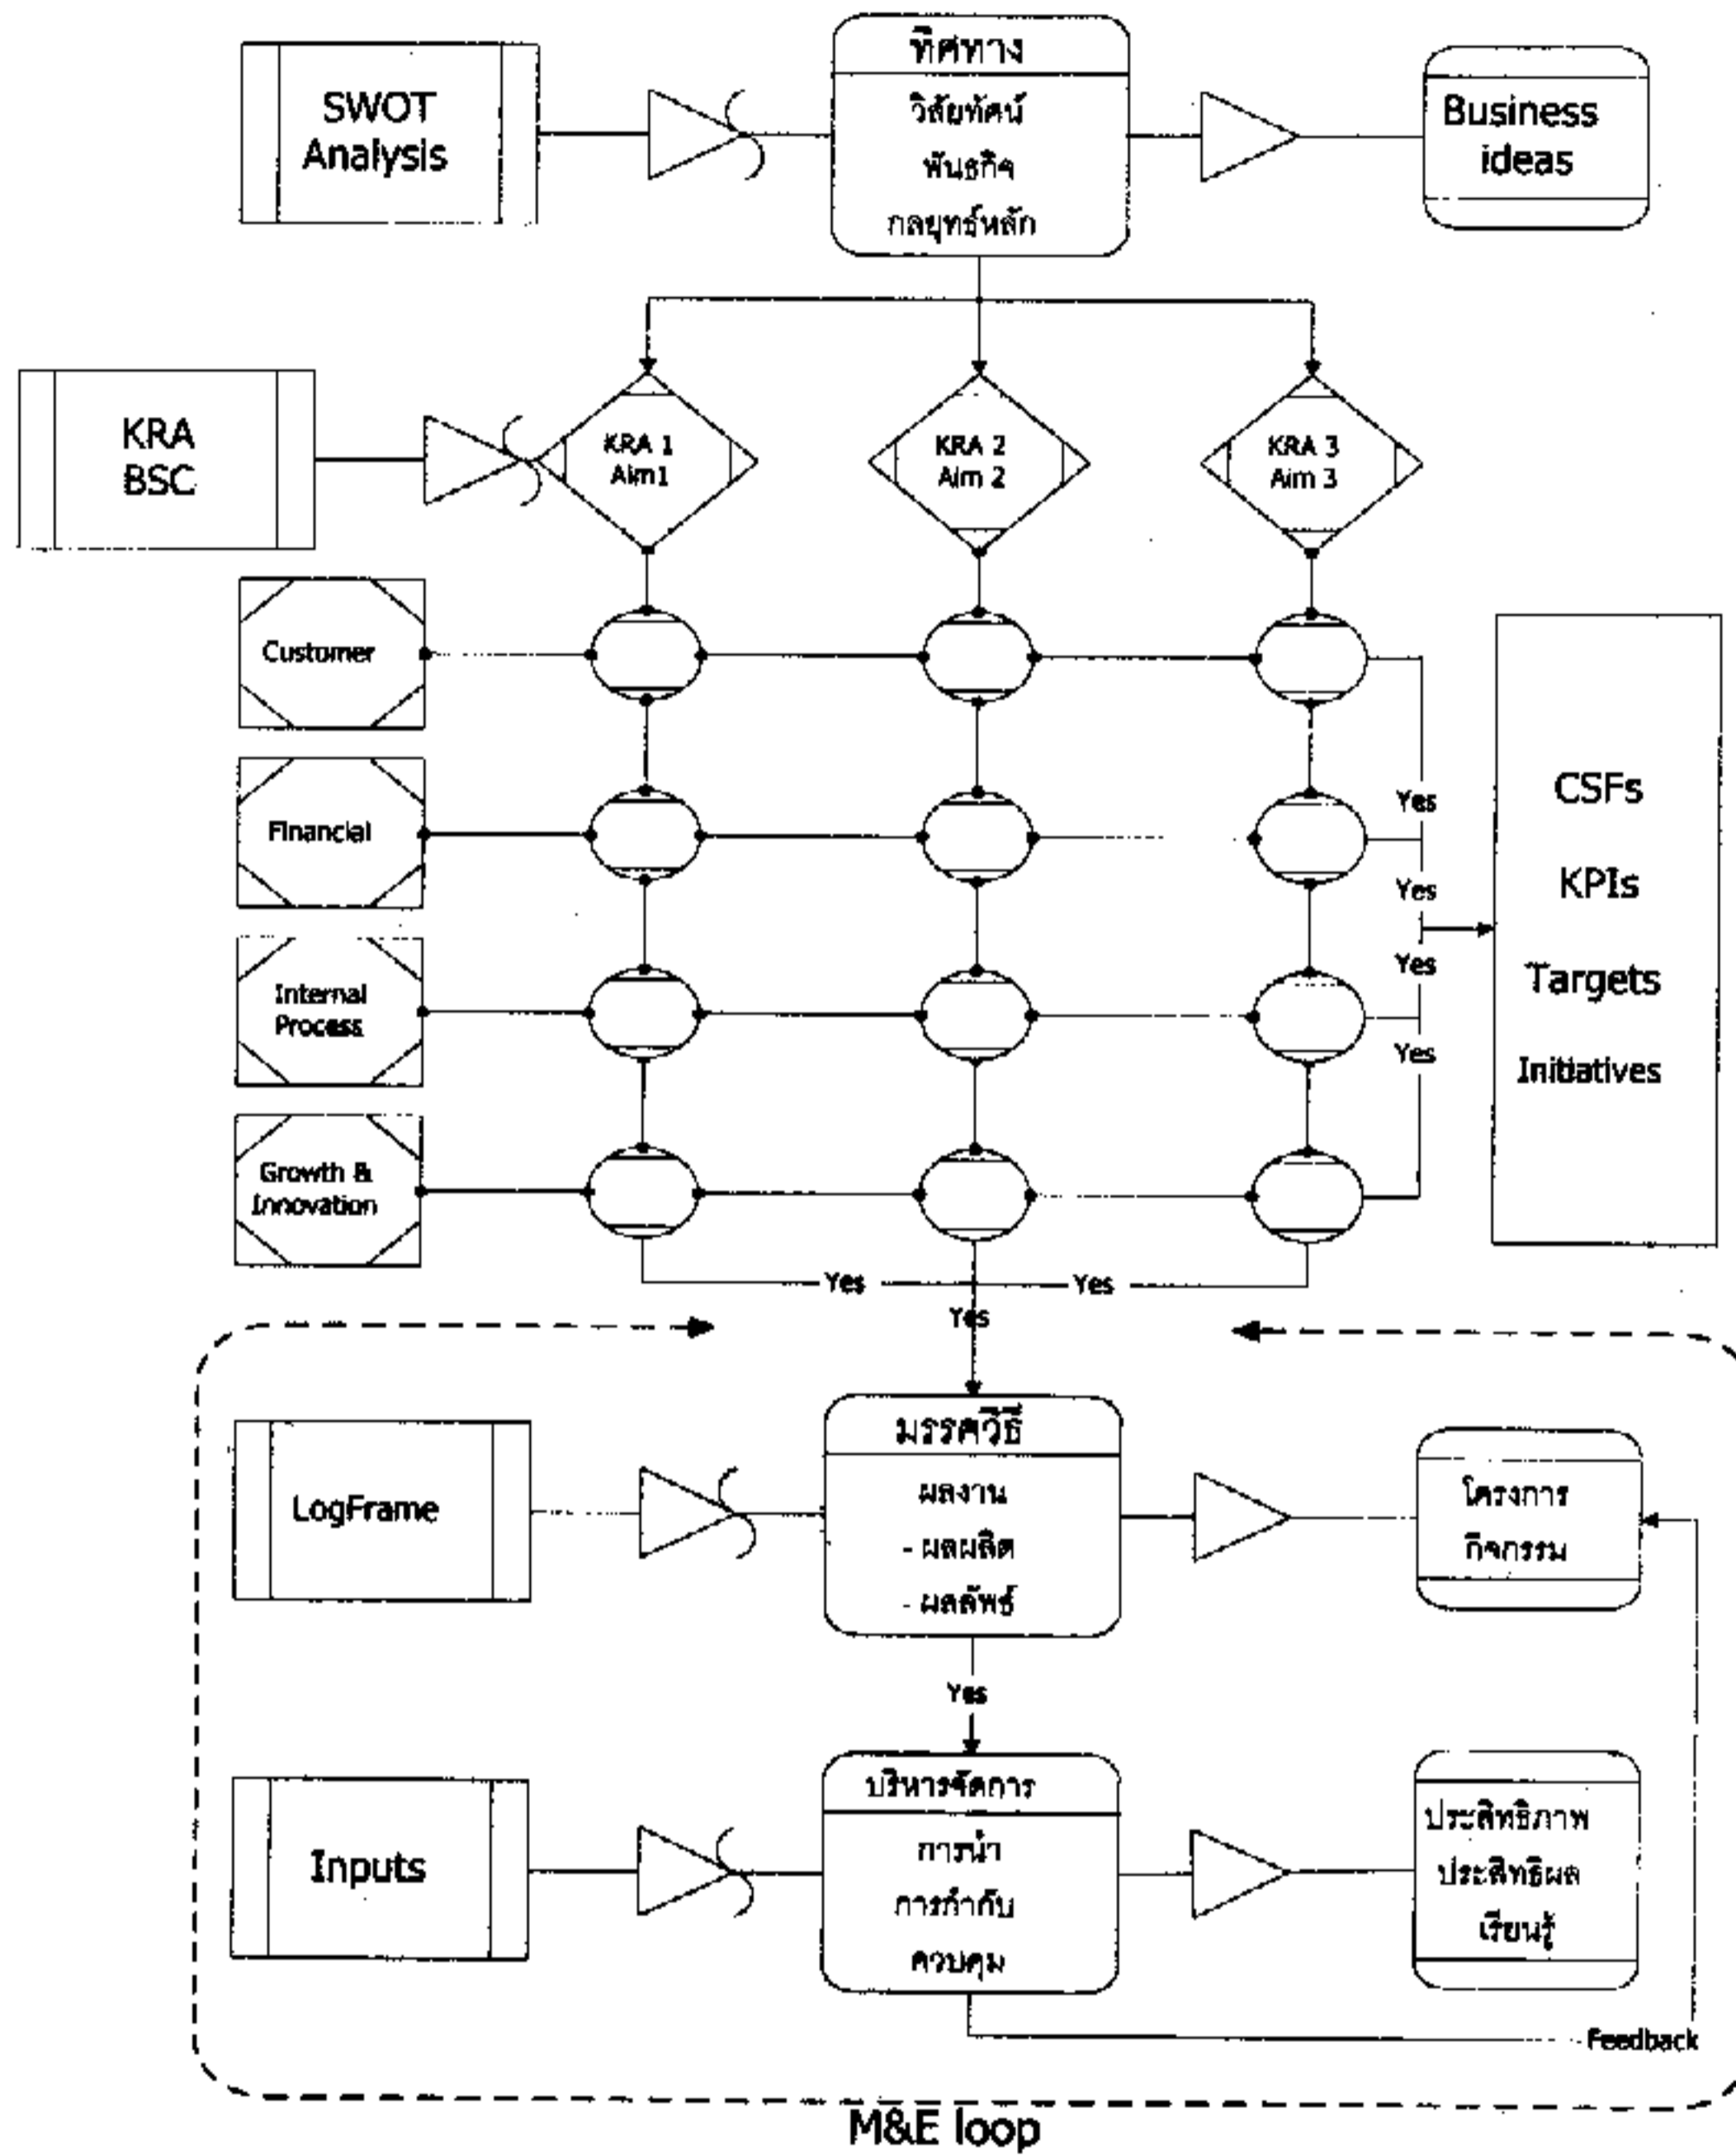 SWOT
Analysis
ทิศทาง
วิสัยทัศน์
พันธกิจ
กลยุทธ์หลัก
Business
ideas
KRA
BSC
KRA 1
Aim1
KRA 2
Aim 2
KRA 3
Aim 3
Customer
Financial
Internal
Process
Growth &
Innovation
Yes
Yes
Yes
Yes
CSFs
KPIs
Targets
Initiatives
Yes
Yes
Yes
LogFrame
มรรควิธี
ผลงาน
- ผลผลิต
- ผลลัพธ์
โครงการ
กิจกรรม
Yes
Inputs
บริหารจัดการ
การนำ
การกำกับ
ควบคุม
ประสิทธิภาพ
ประสิทธิผล
เรียนรู้
Feedback
M&E loop